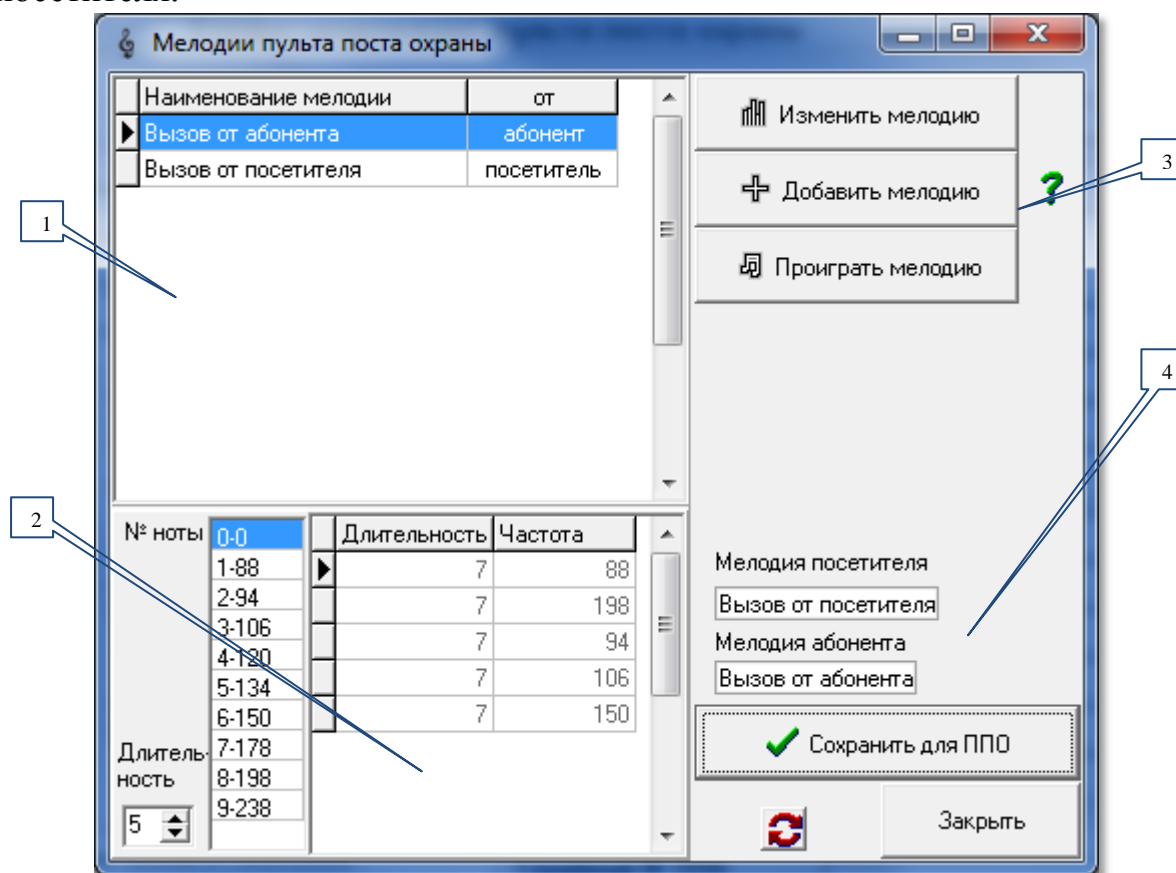 Мелодии пульта поста охраны
Наименование мелодии от
Вызов от абонента абонент
Вызов от посетителя посетитель
Изменить мелодию
Добавить мелодию
?
Проиграть мелодию
1
3
4
2
№ ноты
0-0
1-88
2-94
3-106
4-120
5-134
6-150
7-178
8-198
9-238
Длитель-
ность
5
Длительность Частота
7 88
7 198
7 94
7 106
7 150
Мелодия посетителя
Вызов от посетителя
Мелодия абонента
Вызов от абонента
Сохранить для ППО
Закрыть